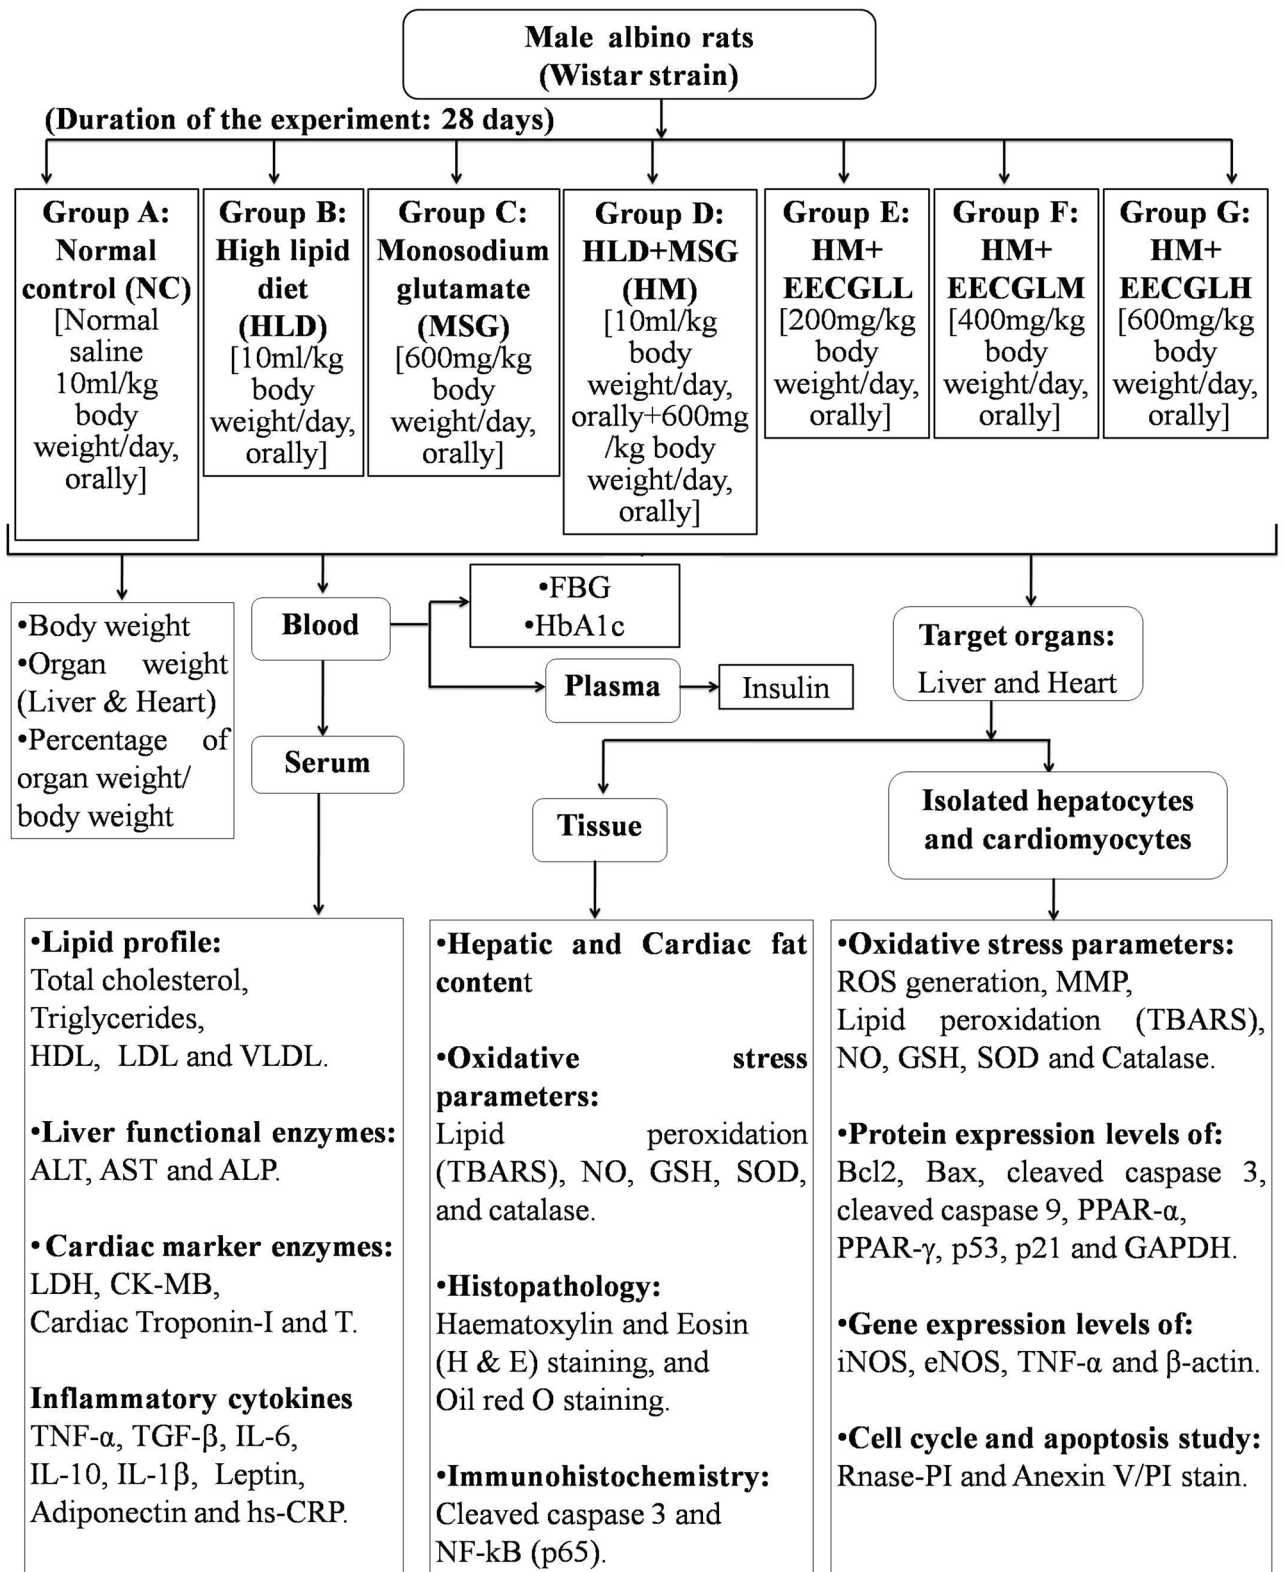 Male albino rats
(Wistar strain)
(Duration of the experiment: 28 days)
Group A:
Normal
control (NC)
[Normal
saline
10ml/kg
body
weight/day,
orally]
Group B:
High lipid
diet
(HLD)
[10ml/kg
body
weight/day,
orally]
Group C:
Monosodium
glutamate
(MSG)
[600mg/kg
body
weight/day,
orally]
Group D:
HLD+MSG
(HM)
[10ml/kg
body
weight/day,
orally+600mg
/kg body
weight/day,
orally]
Group E:
HM+
EECGLL
[200mg/kg
body
weight/day,
orally]
Group F:
HM+
EECGLM
[400mg/kg
body
weight/day,
orally]
Group G:
HM+
EECGLH
[600mg/kg
body
weight/day,
orally]
•Body weight
•Organ weight
(Liver & Heart)
•Percentage of
organ weight/
body weight
Blood
•FBG
•HbA1c
Plasma
Insulin
Serum
Target organs:
Liver and Heart
Tissue
Isolated hepatocytes
and cardiomyocytes
•Lipid profile:
Total cholesterol,
Triglycerides,
HDL, LDL and VLDL.
•Liver functional enzymes:
ALT, AST and ALP.
•Cardiac marker enzymes:
LDH, CK-MB,
Cardiac Troponin-I and T.
Inflammatory cytokines
TNF-α, TGF-β, IL-6,
IL-10, IL-1β, Leptin,
Adiponectin and hs-CRP.
•Hepatic and Cardiac fat
content
•Oxidative stress
parameters:
Lipid peroxidation
(TBARS), NO, GSH, SOD,
and catalase.
•Histopathology:
Haematoxylin and Eosin
(H & E) staining, and
Oil red O staining.
•Immunohistochemistry:
Cleaved caspase 3 and
NF-kB (p65).
•Oxidative stress parameters:
ROS generation, MMP,
Lipid peroxidation (TBARS),
NO, GSH, SOD and Catalase.
•Protein expression levels of:
Bcl2, Bax, cleaved caspase 3,
cleaved caspase 9, PPAR-α,
PPAR-γ, p53, p21 and GAPDH.
•Gene expression levels of:
iNOS, eNOS, TNF-α and β-actin.
•Cell cycle and apoptosis study:
Rnase-PI and Anexin V/PI stain.